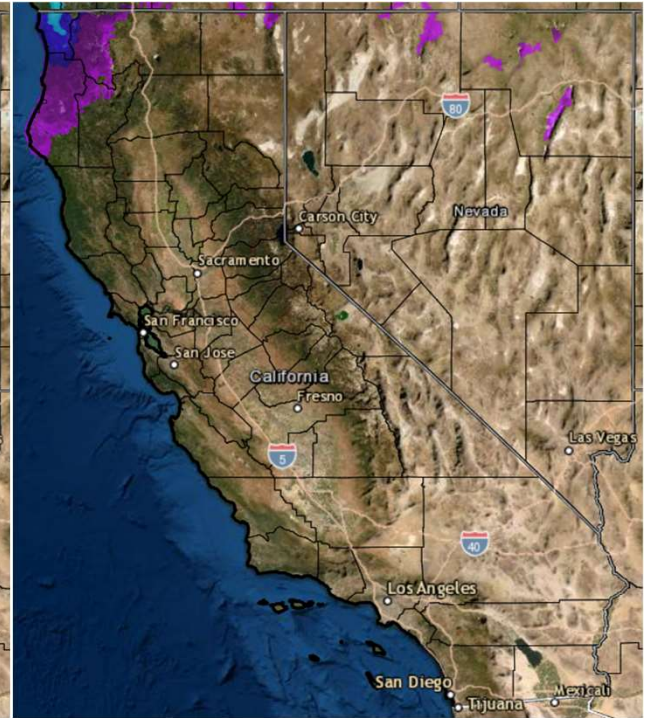 80
Carson City
Nevada
Sacramento
San Francisco
San Jose
California
Fresno
Las Vegas
5
40
Los Angeles
San Diego
Tijuana
Mexicali